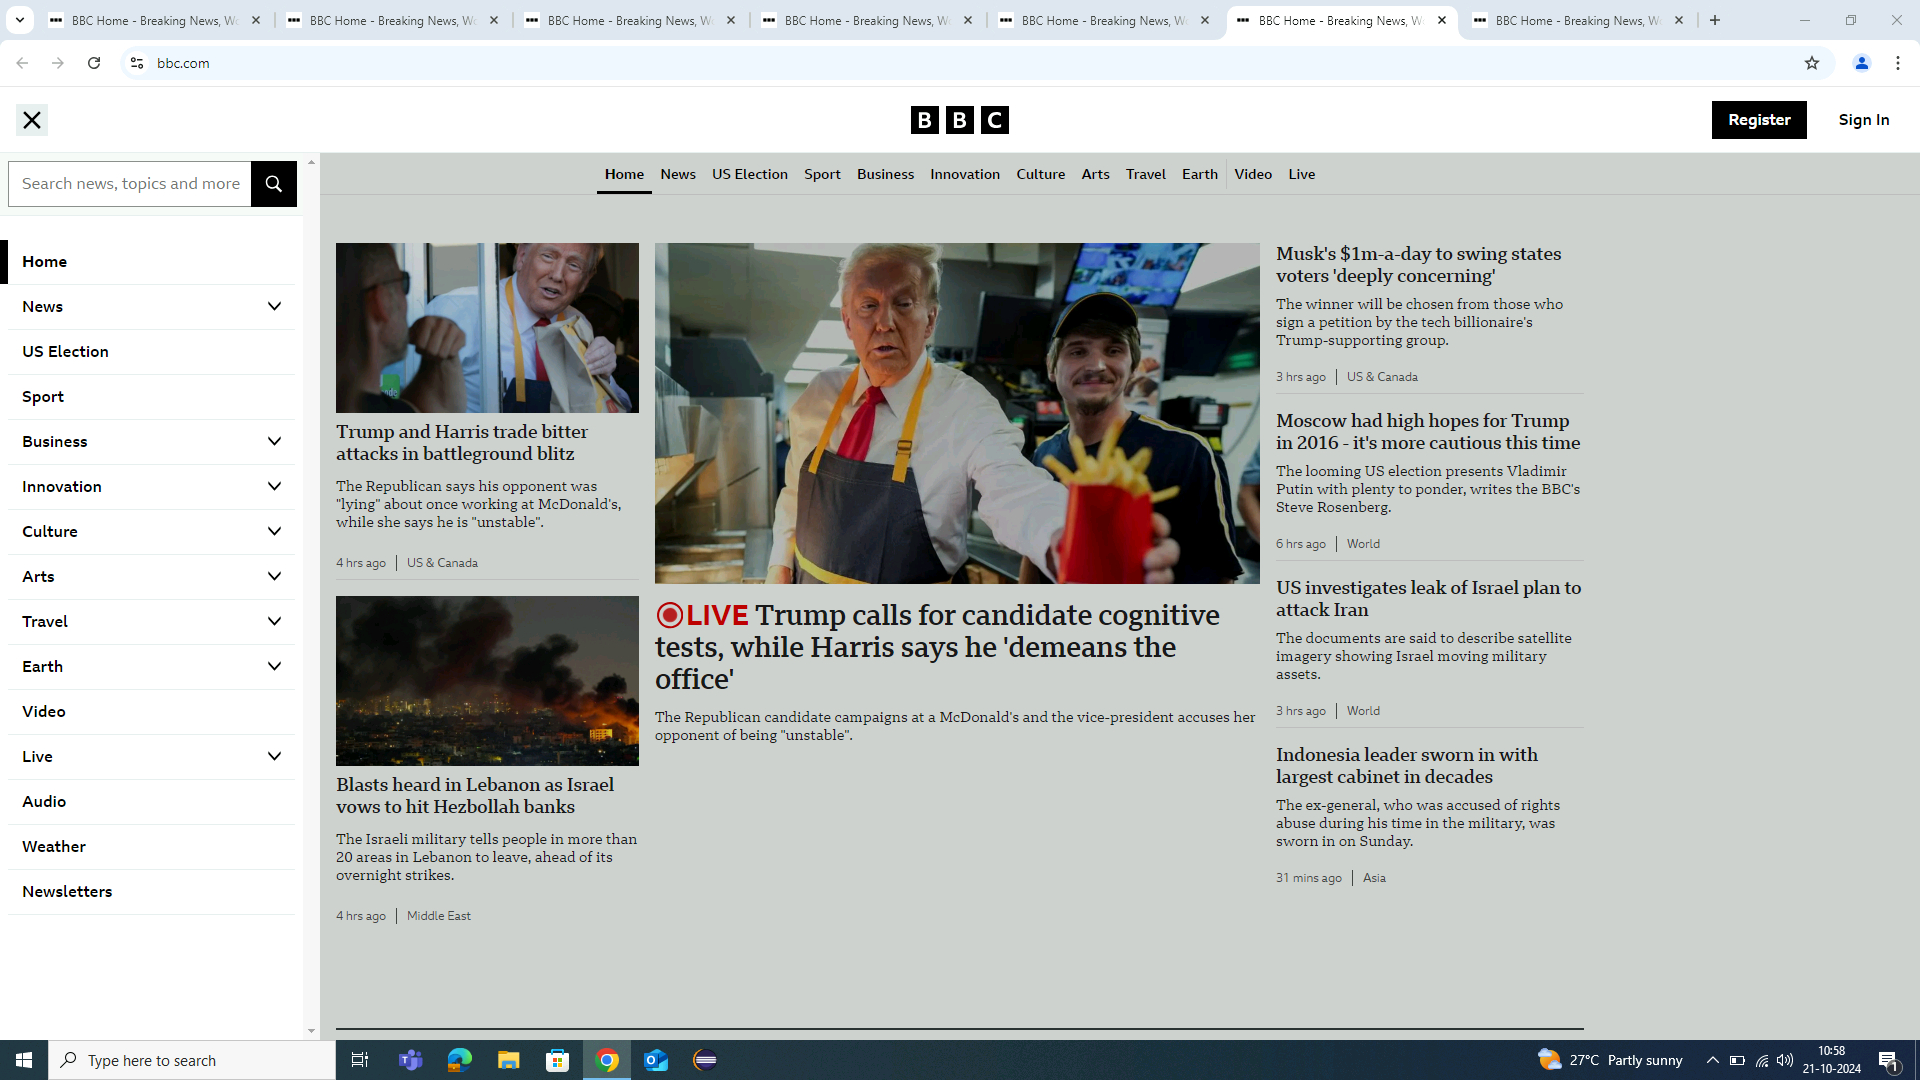 BBC Home - Breaking News, Wo
BBC Home - Breaking News, Wo
BBC Home - Breaking News, Wo
BBC Home - Breaking News, Wo
BBC Home - Breaking News, Wo
BBC Home - Breaking News, Wo
BBC Home - Breaking News, Wo
bbc.com
BBC
Register
Sign In
Search news, topics and more
Home
News
US Election
Sport
Business
Innovation
Culture
Arts
Travel
Earth
Video
Live
Audio
Weather
Newsletters
Home News US Election Sport Business Innovation Culture Arts Travel Earth Video Live
Trump and Harris trade bitter
attacks in battleground blitz
The Republican says his opponent was
"lying" about once working at McDonald's,
while she says he is "unstable".
4 hrs ago | US & Canada
Blasts heard in Lebanon as Israel
vows to hit Hezbollah banks
The Israeli military tells people in more than
20 areas in Lebanon to leave, ahead of its
overnight strikes.
4 hrs ago | Middle East
LIVE Trump calls for candidate cognitive
tests, while Harris says he 'demeans the
office'
The Republican candidate campaigns at a McDonald's and the vice-president accuses her
opponent of being "unstable".
Musk's $1m-a-day to swing states
voters 'deeply concerning'
The winner will be chosen from those who
sign a petition by the tech billionaire's
Trump-supporting group.
3 hrs ago | US & Canada
Moscow had high hopes for Trump
in 2016 - it's more cautious this time
The looming US election presents Vladimir
Putin with plenty to ponder, writes the BBC's
Steve Rosenberg.
6 hrs ago | World
US investigates leak of Israel plan to
attack Iran
The documents are said to describe satellite
imagery showing Israel moving military
assets.
3 hrs ago | World
Indonesia leader sworn in with
largest cabinet in decades
The ex-general, who was accused of rights
abuse during his time in the military, was
sworn in on Sunday.
31 mins ago | Asia
Type here to search
27°C Partly sunny
10:58
21-10-2024
1